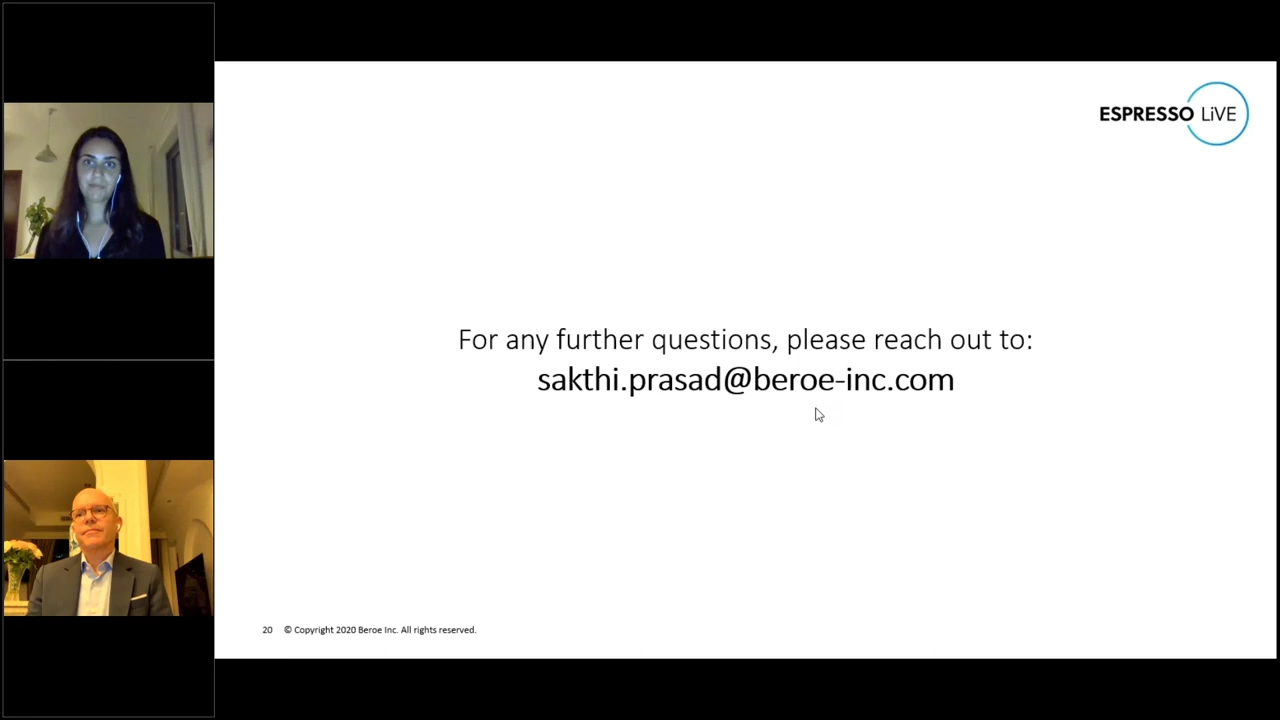 ESPRESSO LiVE
For any further questions, please reach out to:
sakthi.prasad@beroe-inc.com
20 © Copyright 2020 Beroe Inc. All rights reserved.